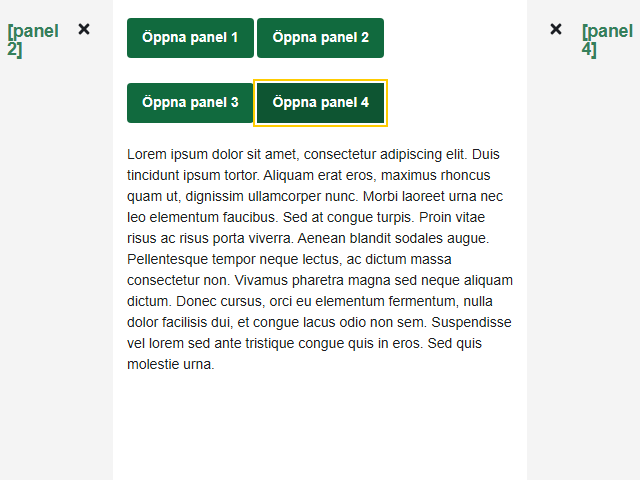 [panel
2]
Öppna panel 1 Öppna panel 2
Öppna panel 3 Öppna panel 4
Lorem ipsum dolor sit amet, consectetur adipiscing elit. Duis
tincidunt ipsum tortor. Aliquam erat eros, maximus rhoncus
quam ut, dignissim ullamcorper nunc. Morbi laoreet urna nec
leo elementum faucibus. Sed at congue turpis. Proin vitae
risus ac risus porta viverra. Aenean blandit sodales augue.
Pellentesque tempor neque lectus, ac dictum massa
consectetur non. Vivamus pharetra magna sed neque aliquam
dictum. Donec cursus, orci eu elementum fermentum, nulla
dolor facilisis dui, et congue lacus odio non sem. Suspendisse
vel lorem sed ante tristique congue quis in eros. Sed quis
molestie urna.
[panel
4]